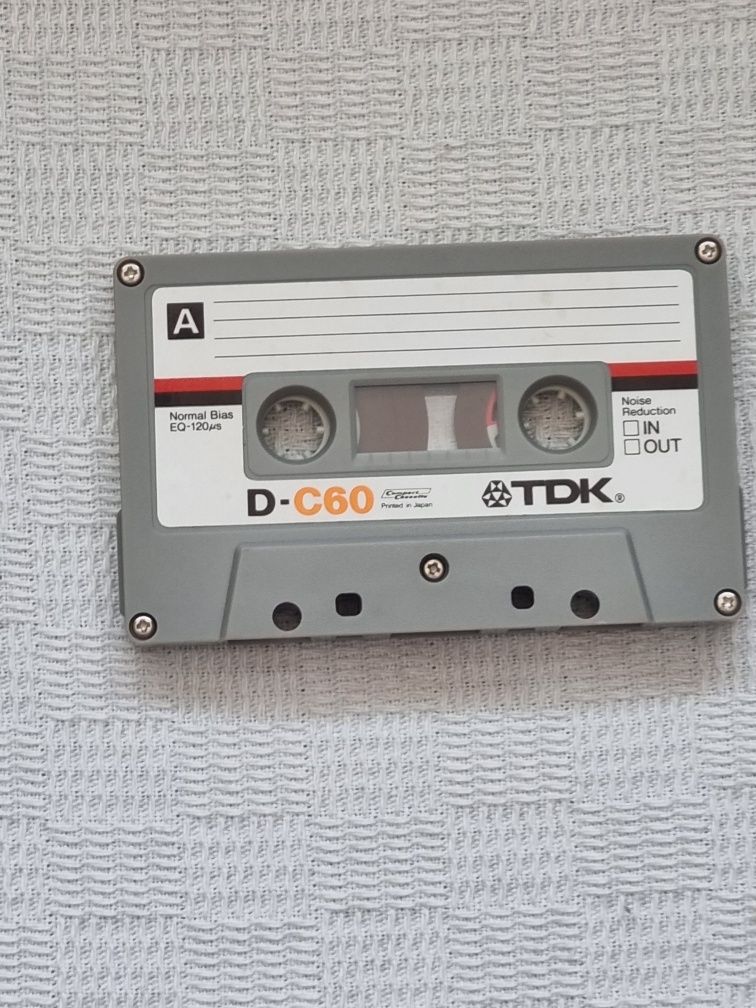 A
Normal Bias
EQ-120µs
Noise
Reduction
IN
OUT
D-C60
Compact
Cassette
Printed in Japan
TDK®